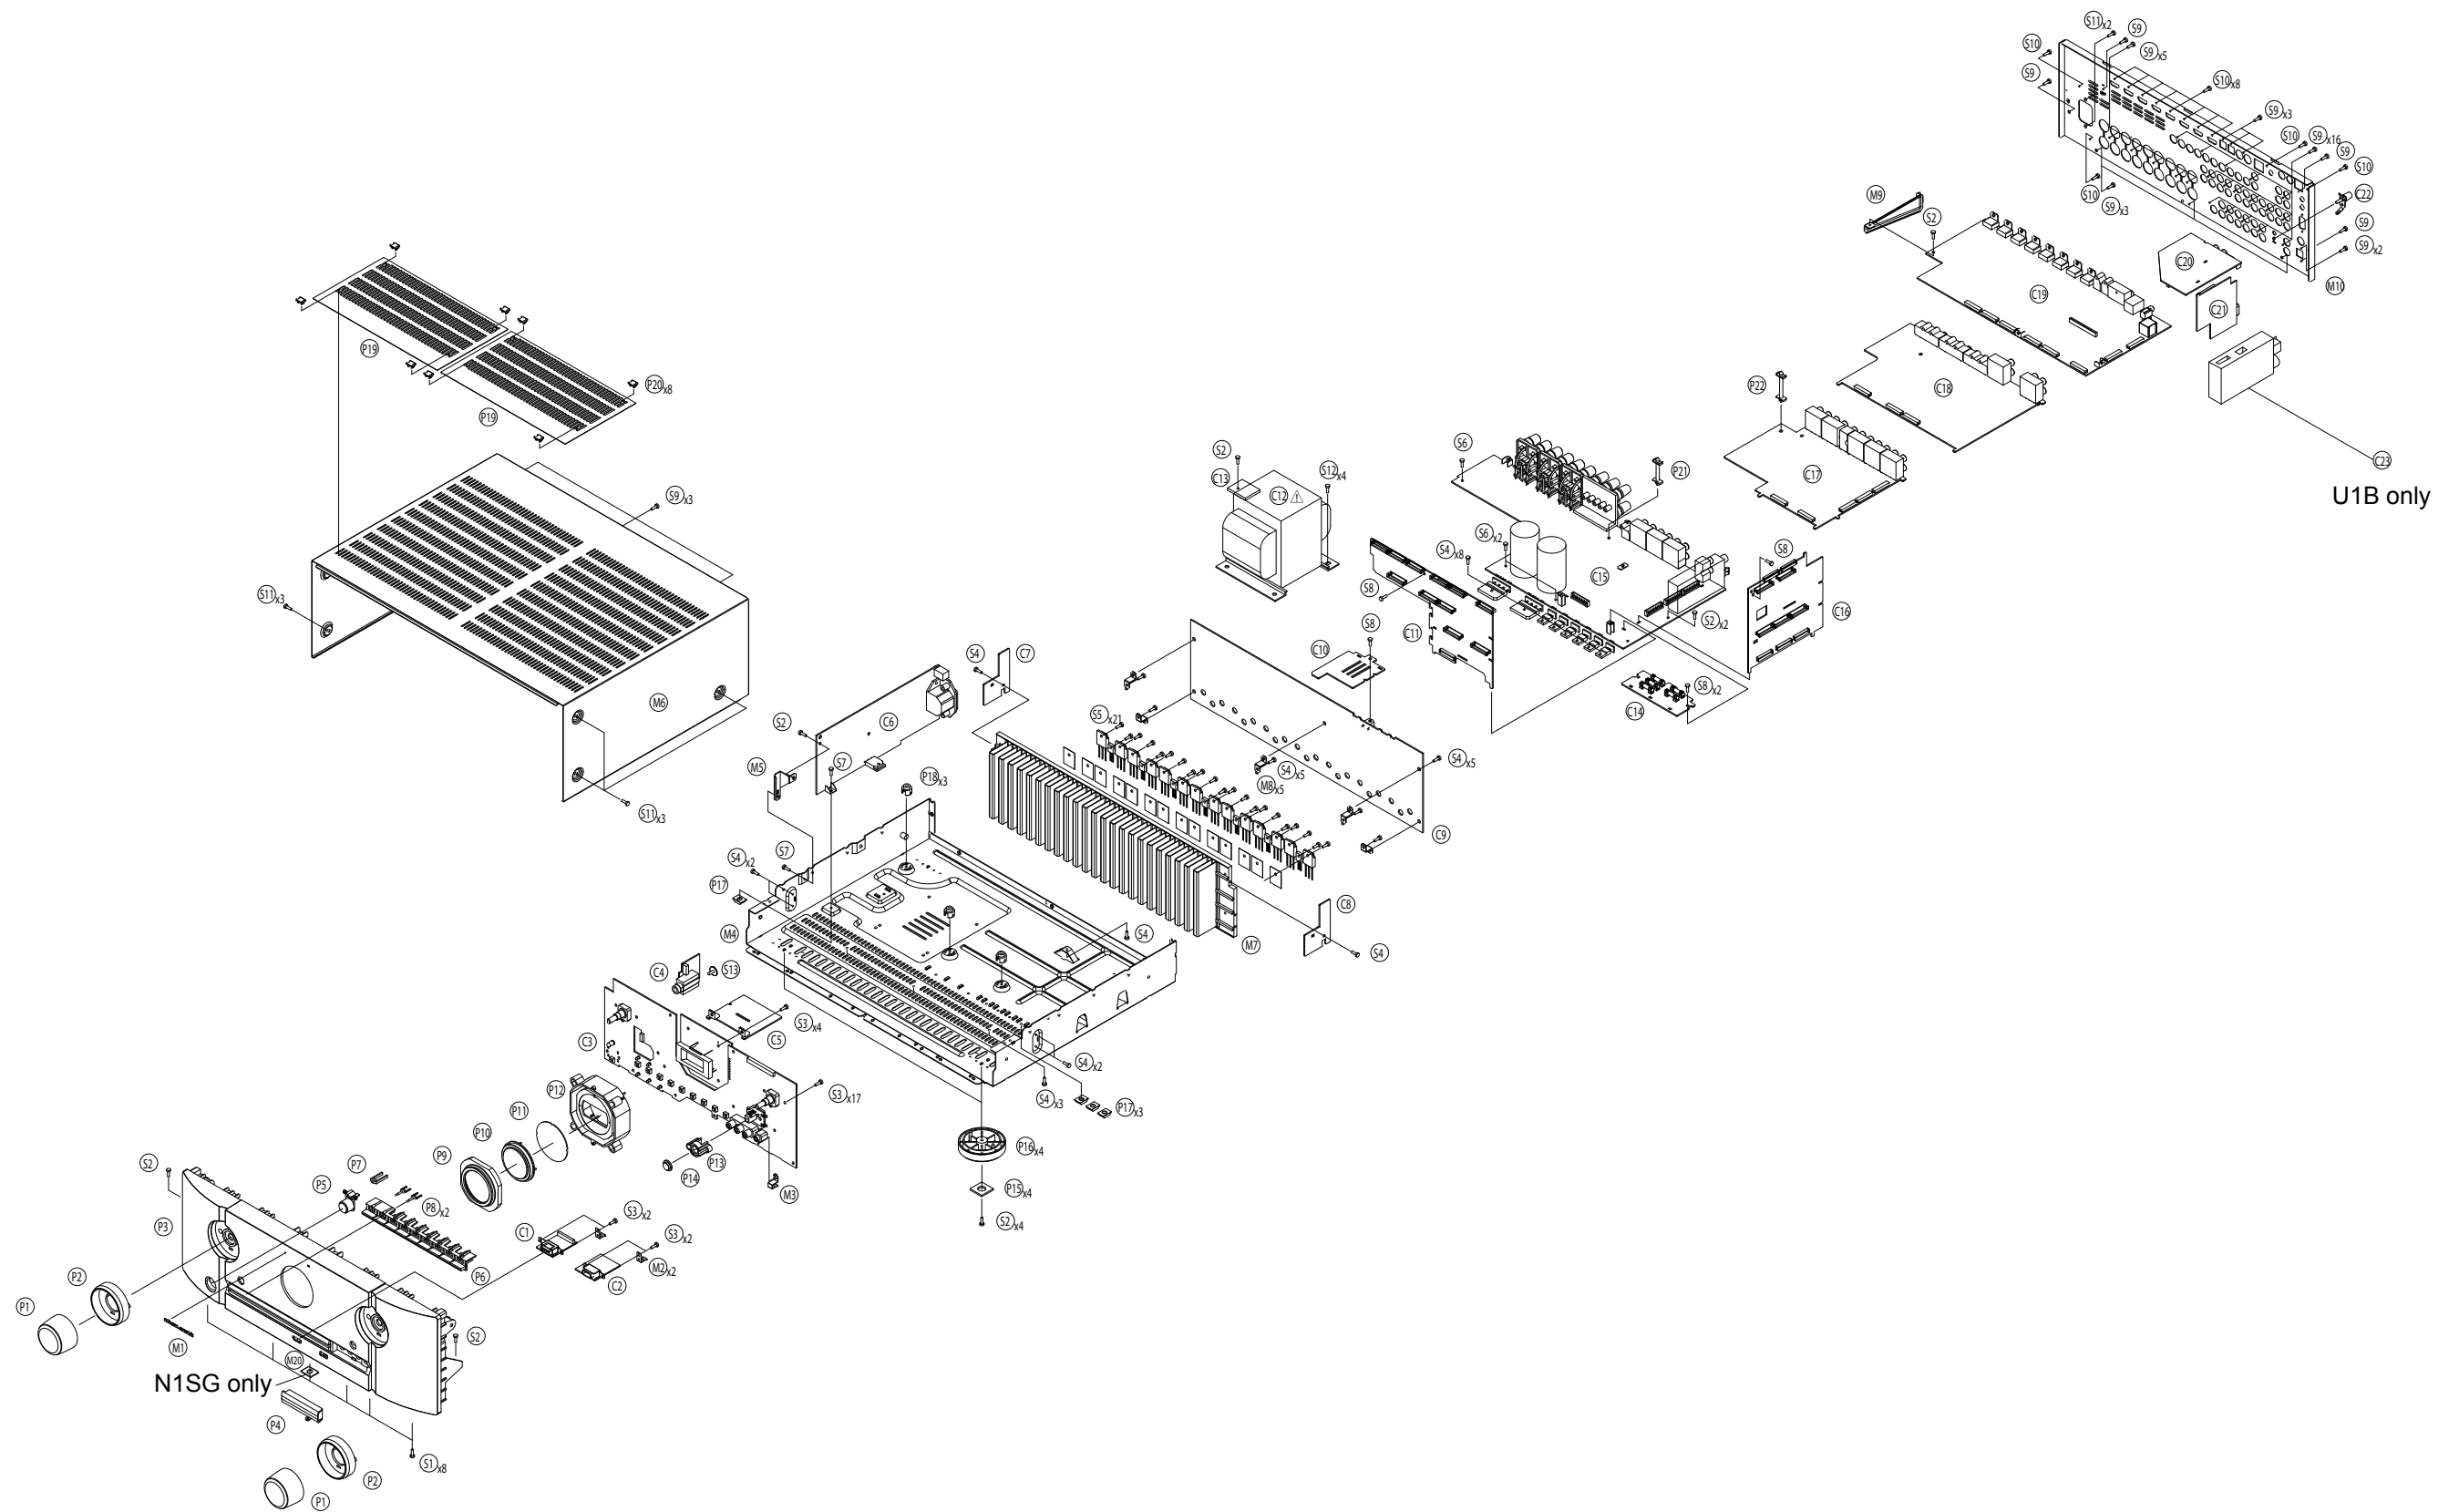 S11x2
S9
S9x5
S10
S9
S10x8
S9x3
S10
S9x16
S9
S10
C22
S10
S9x3
S9
S9x2
M10
M9
S2
C20
C21
C19
C18
C23
U1B only
P22
C17
P19
P20x8
P19
S9x3
S11x3
M6
S11x3
S2
C13
C12
S12x4
S6
P21
S6x2
S4x8
C15
S8
C11
S8
C16
S2x2
S8x2
C14
S8
C10
S4
C7
C6
S2
M5
S7
P18x3
S5x21
S4x5
M8x5
S4x5
C9
S4x2
S7
P17
M4
S4
M7
C8
S4
C4
S13
S3x4
C5
C3
S3x17
S4x2
S4x3
P17x3
P16x4
P15x4
S2x4
P12
P11
P10
P9
P13
P14
M3
S2
P7
P5
P8x2
P3
P6
C1
S3x2
S3x2
M2x2
C2
P2
P1
M1
S2
M20
N1SG only
P4
S1x8
P2
P1